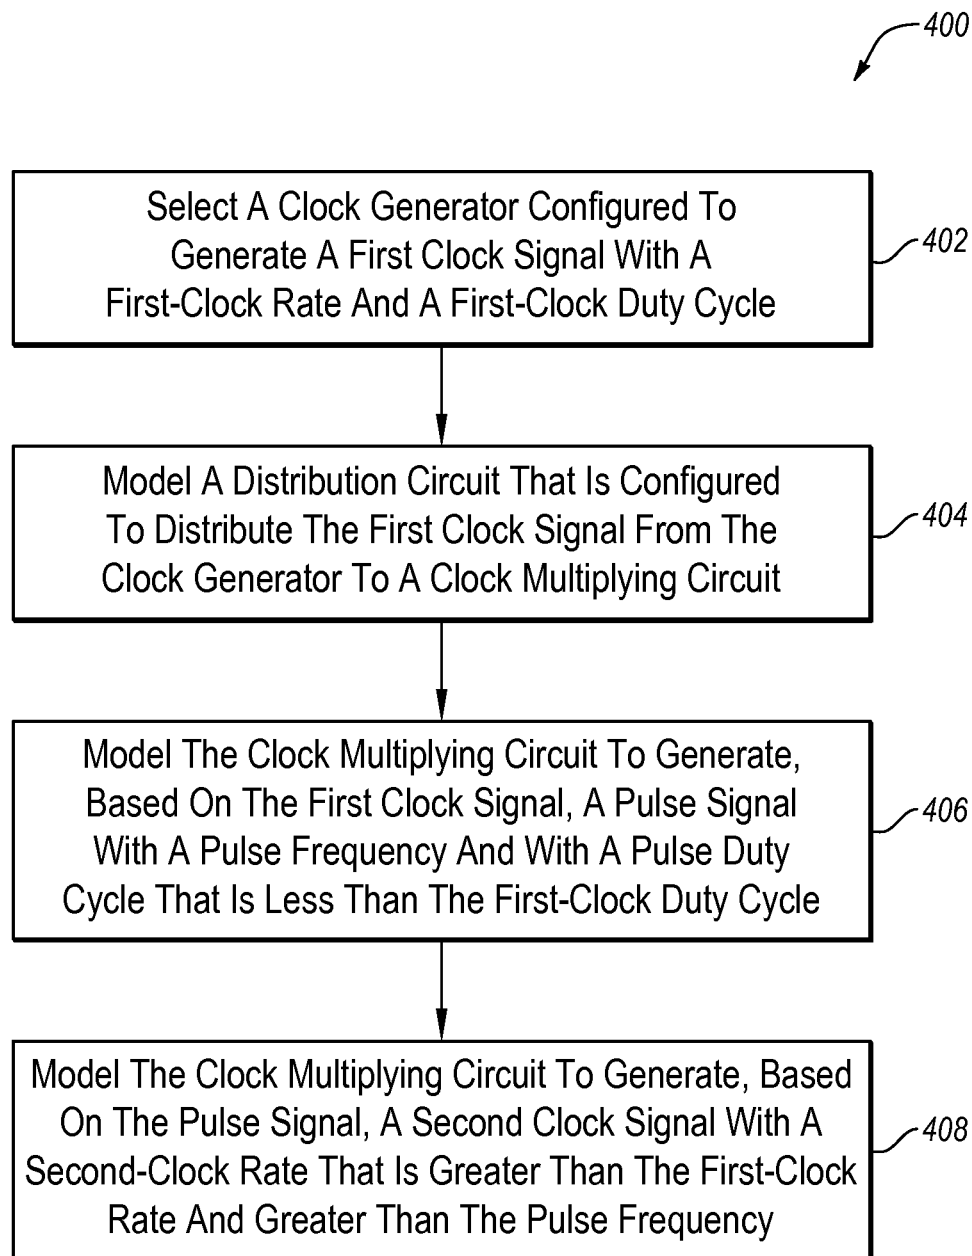 400
Select A Clock Generator Configured To
Generate A First Clock Signal With A
First-Clock Rate And A First-Clock Duty Cycle
402
Model A Distribution Circuit That Is Configured
To Distribute The First Clock Signal From The
Clock Generator To A Clock Multiplying Circuit
404
Model The Clock Multiplying Circuit To Generate,
Based On The First Clock Signal, A Pulse Signal
With A Pulse Frequency And With A Pulse Duty
Cycle That Is Less Than The First-Clock Duty Cycle
406
Model The Clock Multiplying Circuit To Generate, Based
On The Pulse Signal, A Second Clock Signal With A
Second-Clock Rate That Is Greater Than The First-Clock
Rate And Greater Than The Pulse Frequency
408